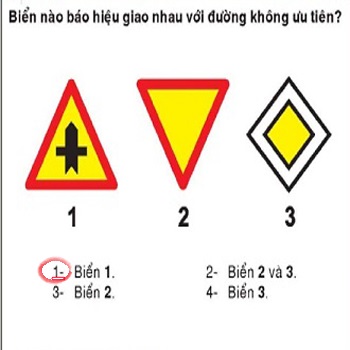 Biển nào báo hiệu giao nhau với đường không ưu tiên?
1 2 3
1- Biển 1. 2- Biển 2 và 3.
3- Biển 2. 4- Biển 3.